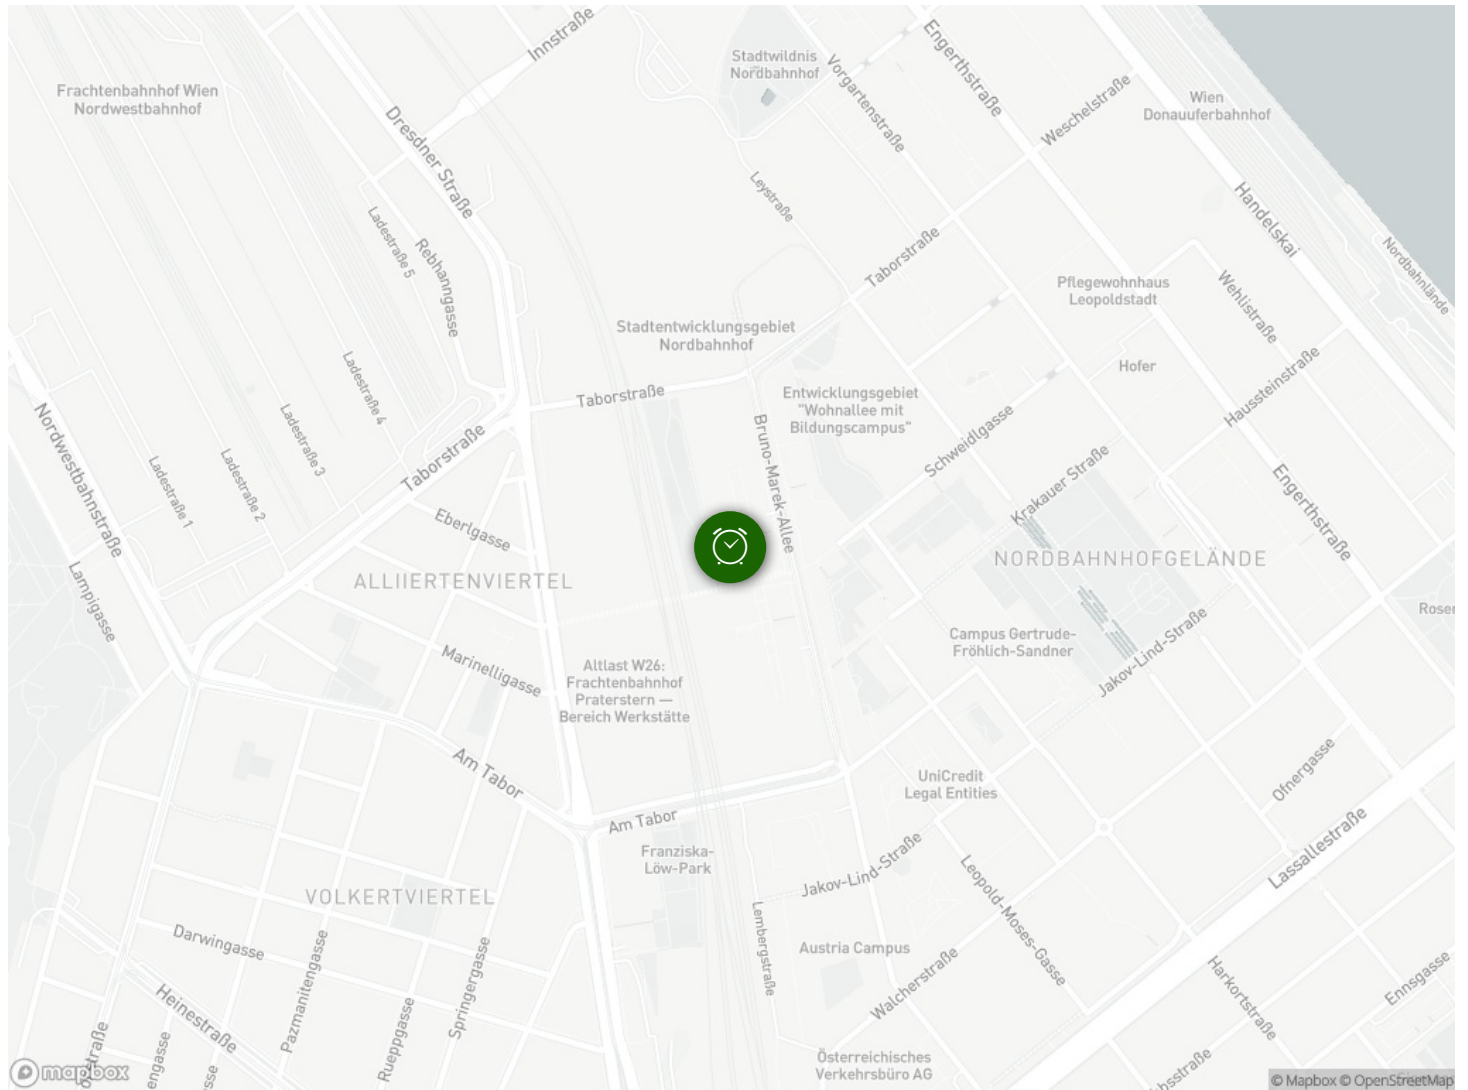 Innstraße
Engerthstraße
Stadtwildnis
Nordbahnhof
Vorgartenstraße
Frachtenbahnhof Wien
Nordwestbahnhof
Dresdner Straße
Weschelstraße
Wien
Donauuferbahnhof
Leystraße
Handelskai
Ladestraße 5
Rebhanngasse
Taborstraße
Nordbahnlände
Pflegewohnhaus
Leopoldstadt
Wehlistraße
Stadtentwicklungsgebiet
Nordbahnhof
Ladestraße 4
Hofer
Haussteinstraße
Taborstraße
Entwicklungsgebiet
"Wohnallee mit
Bildungscampus"
Nordwestbahnstraße
Ladestraße 3
Taborstraße
Bruno-Marek-Allee
Schweidlgasse
Ladestraße 1
Ladestraße 2
Krakauer Straße
Engerthstraße
Eberlgasse
NORDBAHNHOFGELÄNDE
ALLIIERTENVIERTEL
Lampigasse
Roser
Campus Gertrude-
Fröhlich-Sandner
Jakov-Lind-Straße
Marinelligasse
Altlast W26:
Frachtenbahnhof
Praterstern —
Bereich Werkstätte
Am Tabor
UniCredit
Legal Entities
Ofnergasse
Am Tabor
Franziska-
Löw-Park
Jakov-Lind-Straße
Lassallestraße
VOLKERTVIERTEL
Leopold-Moses-Gasse
Darwingasse
Lembergstraße
Austria Campus
Pazmanitengasse
Springergasse
Walcherstraße
Harkortstraße
Ennsgasse
Heinestraße
Rueppgasse
Österreichisches
Verkehrsbüro AG
mapbox
© Mapbox © OpenStreetMap